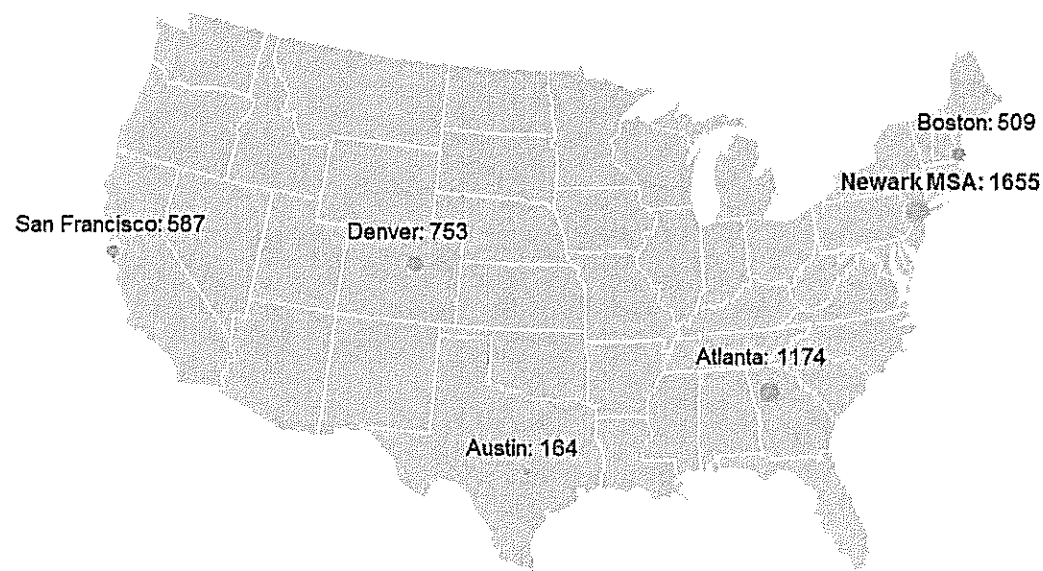 Boston: 509
Newark MSA: 1655
San Francisco: 587
Denver: 753
Atlanta: 1174
Austin: 164